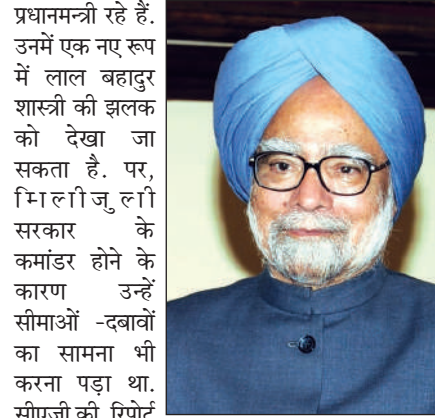 प्रधानमन्त्री रहे हैं.
उनमें एक नए रूप
में लाल बहादुर
शास्त्री की झलक
को देखा जा
सकता है. पर,
मिलीजुली
सरकार के
कमांडर होने के
कारण उन्हें
सीमाओं -दबावों
का सामना भी
करना पड़ा था.
सीएजी की रिपोर्ट